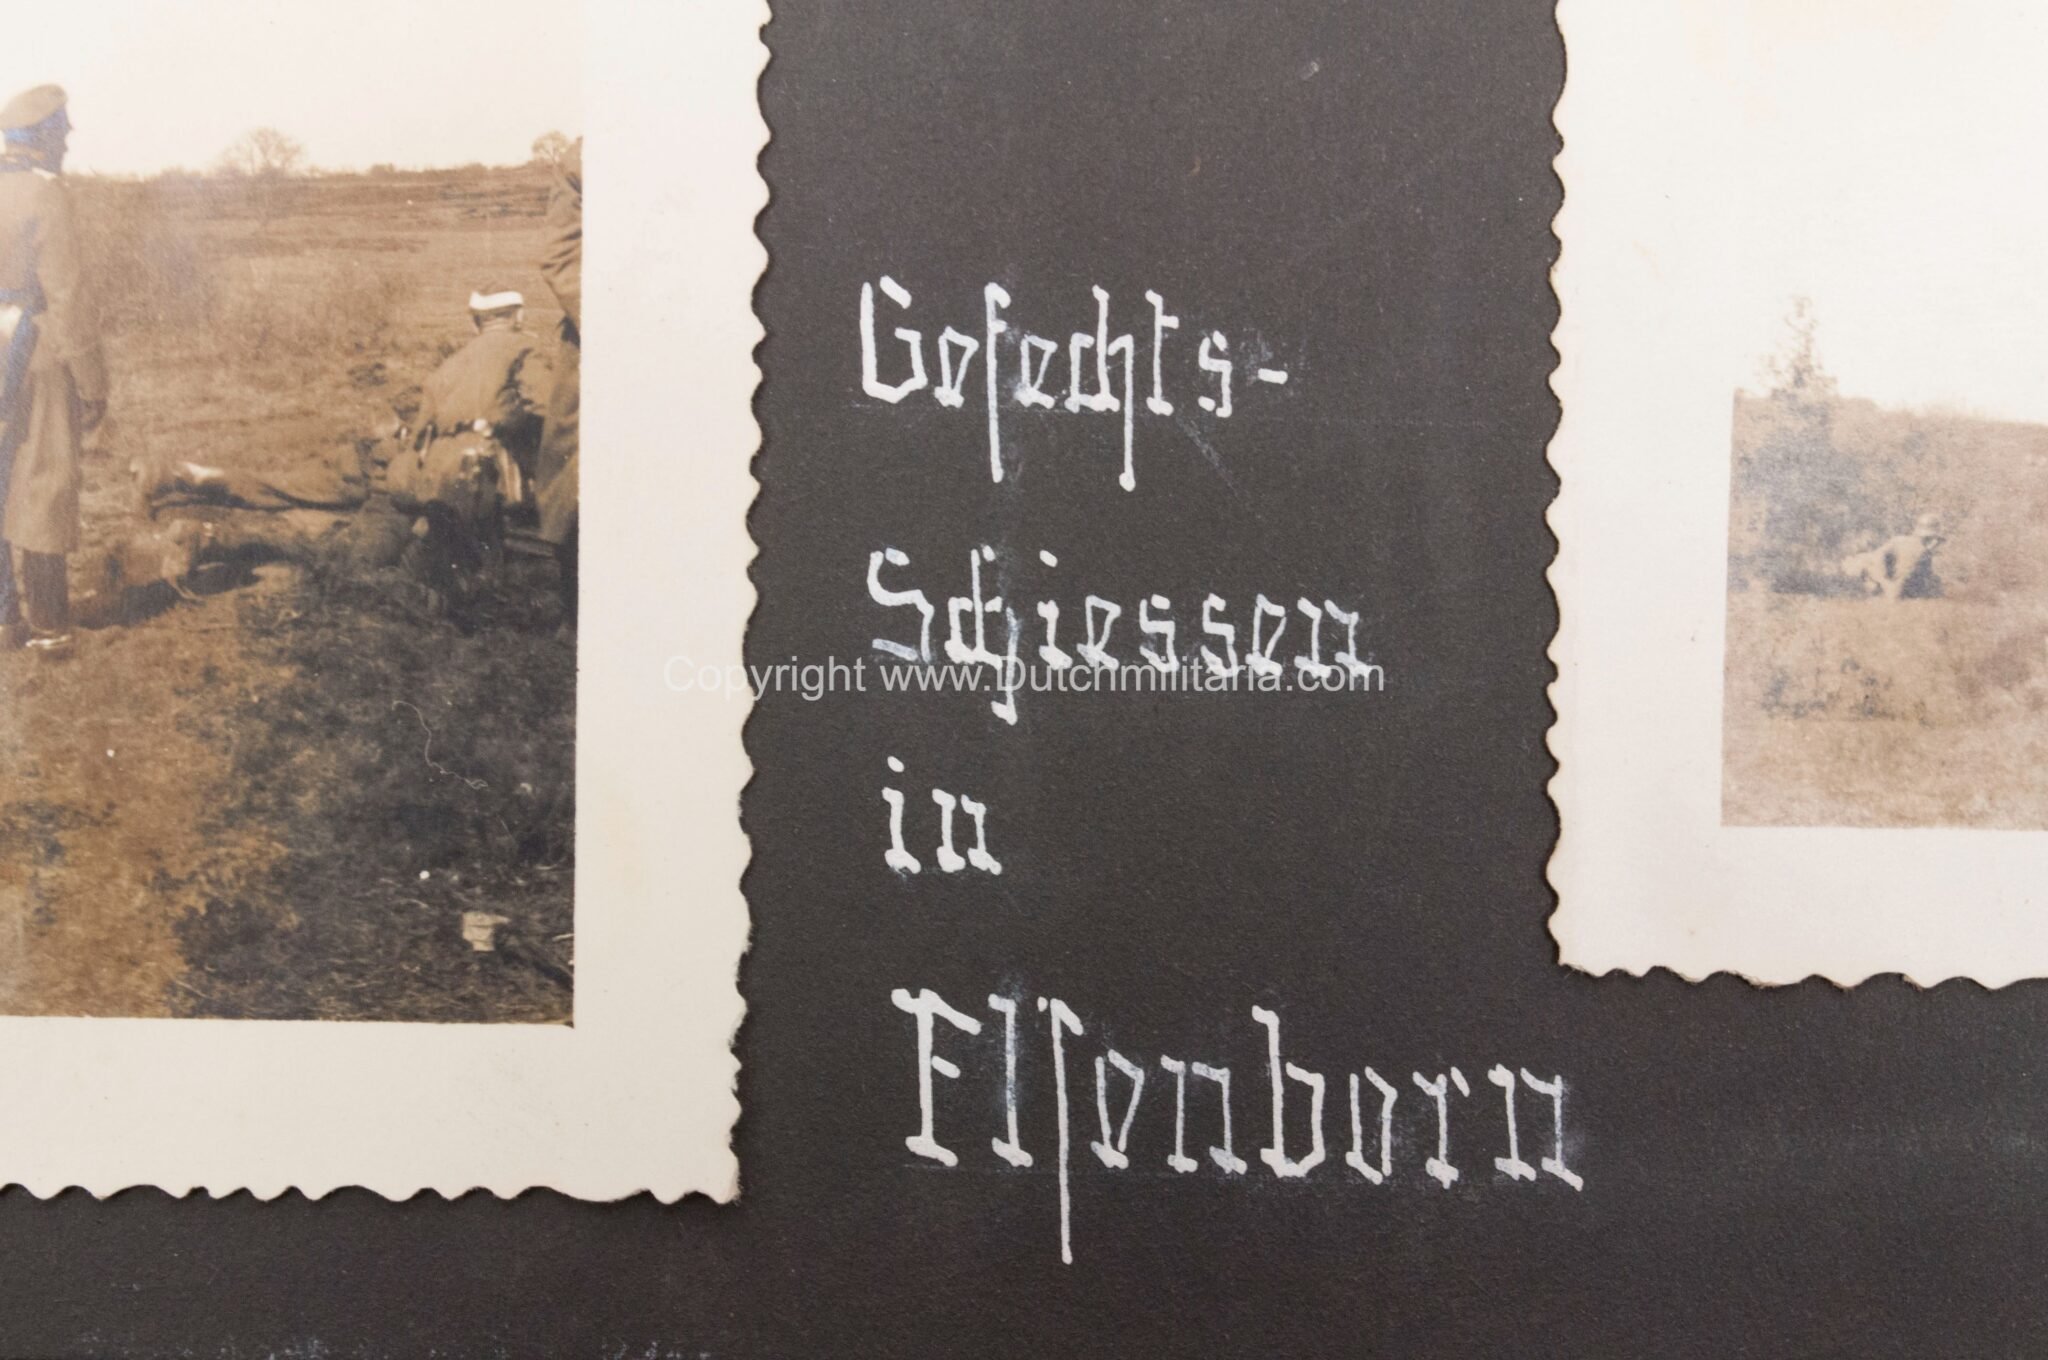 Gefechts-
Schiessen
Copyright www.Dutchmilitaria.com
in
Elsenborn